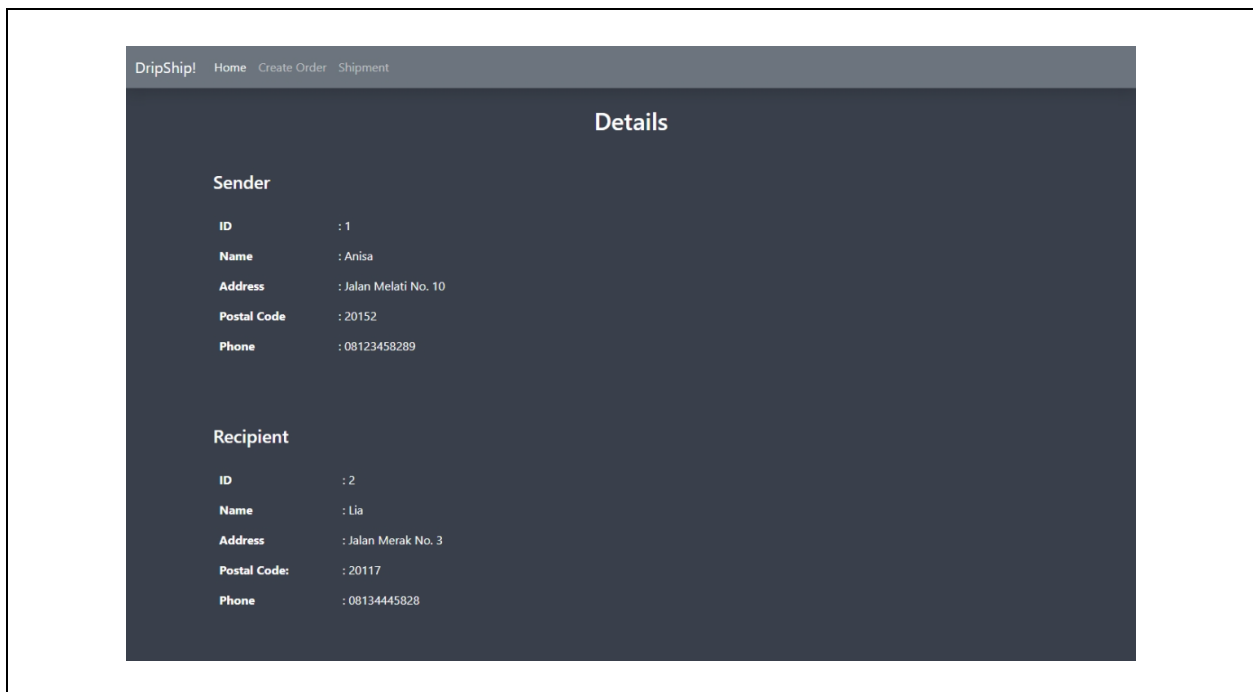 DripShip! Home Create Order Shipment
Details
Sender
ID : 1
Name : Anisa
Address : Jalan Melati No. 10
Postal Code : 20152
Phone : 08123458289
Recipient
ID : 2
Name : Lia
Address : Jalan Merak No. 3
Postal Code: : 20117
Phone : 08134445828